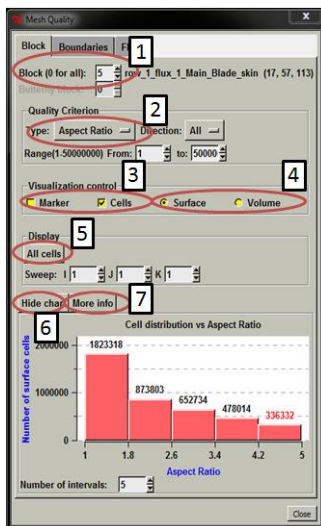 Mesh Quality
X
Block Boundaries
1
Block (0 for all): 5 row_1_flux_1_Main_Blade_skin (17, 57, 113)
Butterfly block: 0
Quality Criterion
2
Type: Aspect Ratio Direction: All
Range(1-50000000) From: 1 to: 50000
3
4
Visualization control
Marker Cells Surface Volume
5
Display
All cells
Sweep: I 1 J 1 K 1
7
Hide More info
6
Cell distribution vs Aspect Ratio
Number of surface cells
2000000
1823318
1000000
873803
652734
478014
336332
0
1 1.8 2.6 3.4 4.2 5
Aspect Ratio
Number of intervals: 5
Close